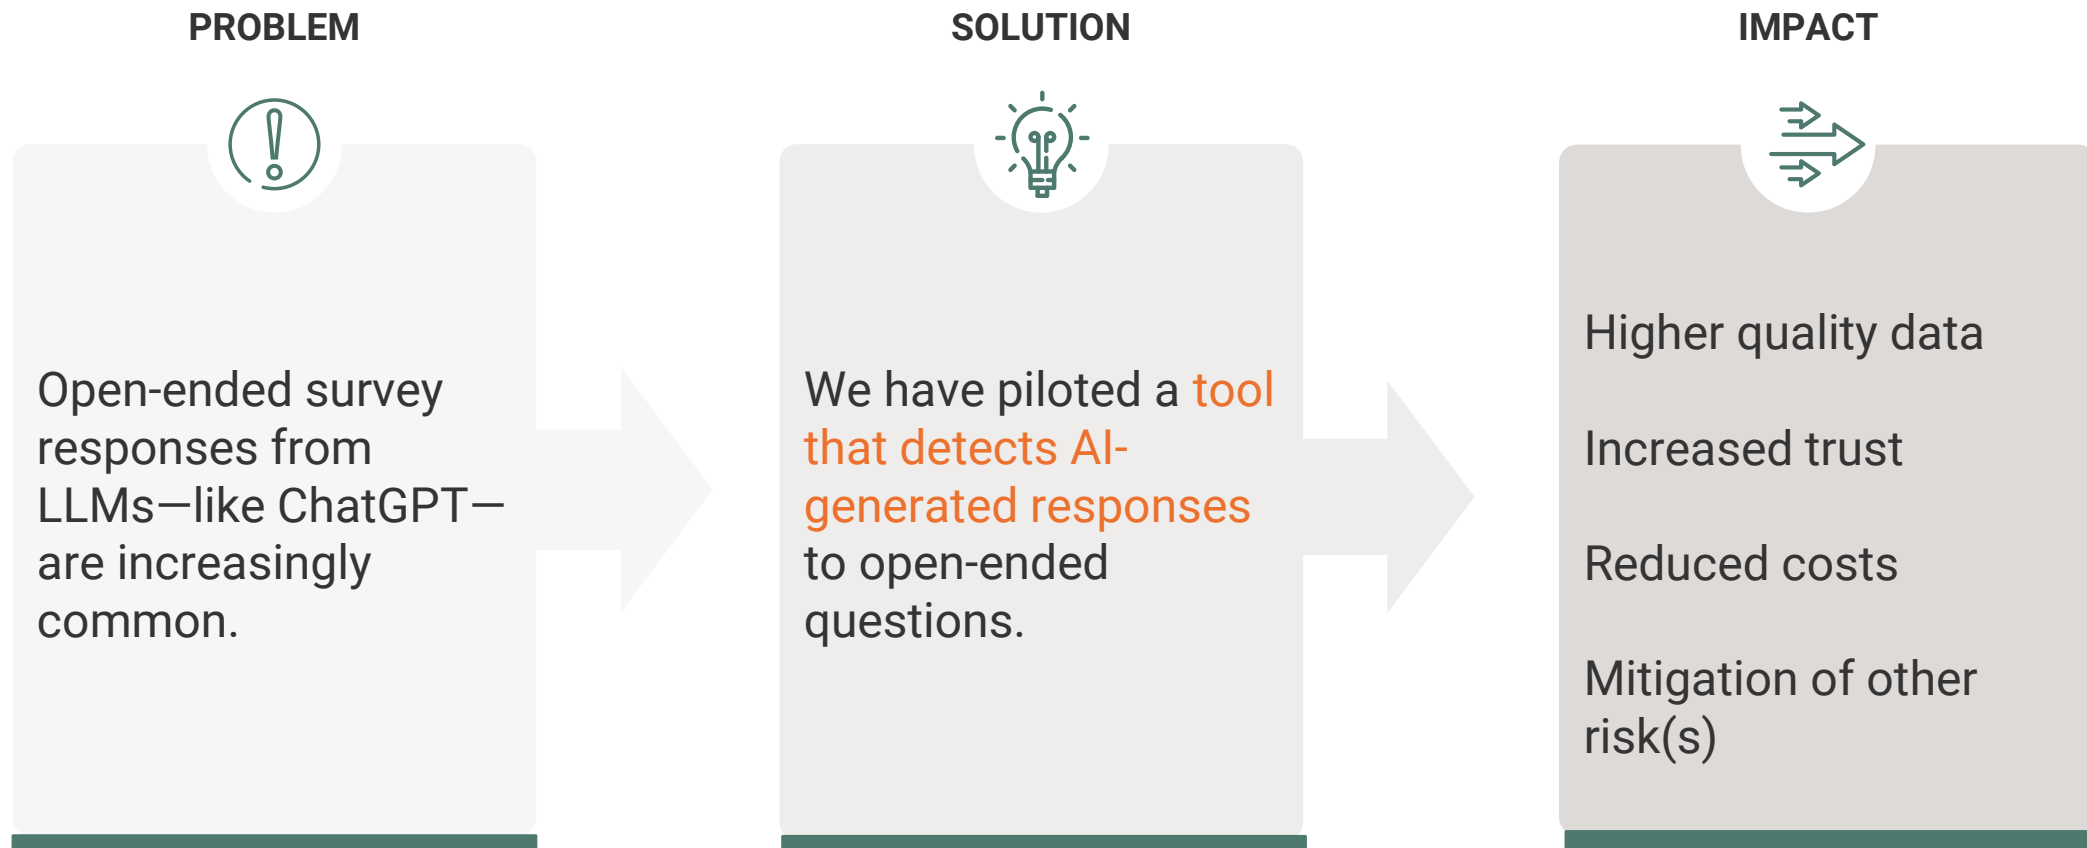 PROBLEM
Open-ended survey
responses from
LLMs—like ChatGPT—
are increasingly
common.
SOLUTION
We have piloted a tool
that detects AI-
generated responses
to open-ended
questions.
IMPACT
Higher quality data
Increased trust
Reduced costs
Mitigation of other
risk(s)